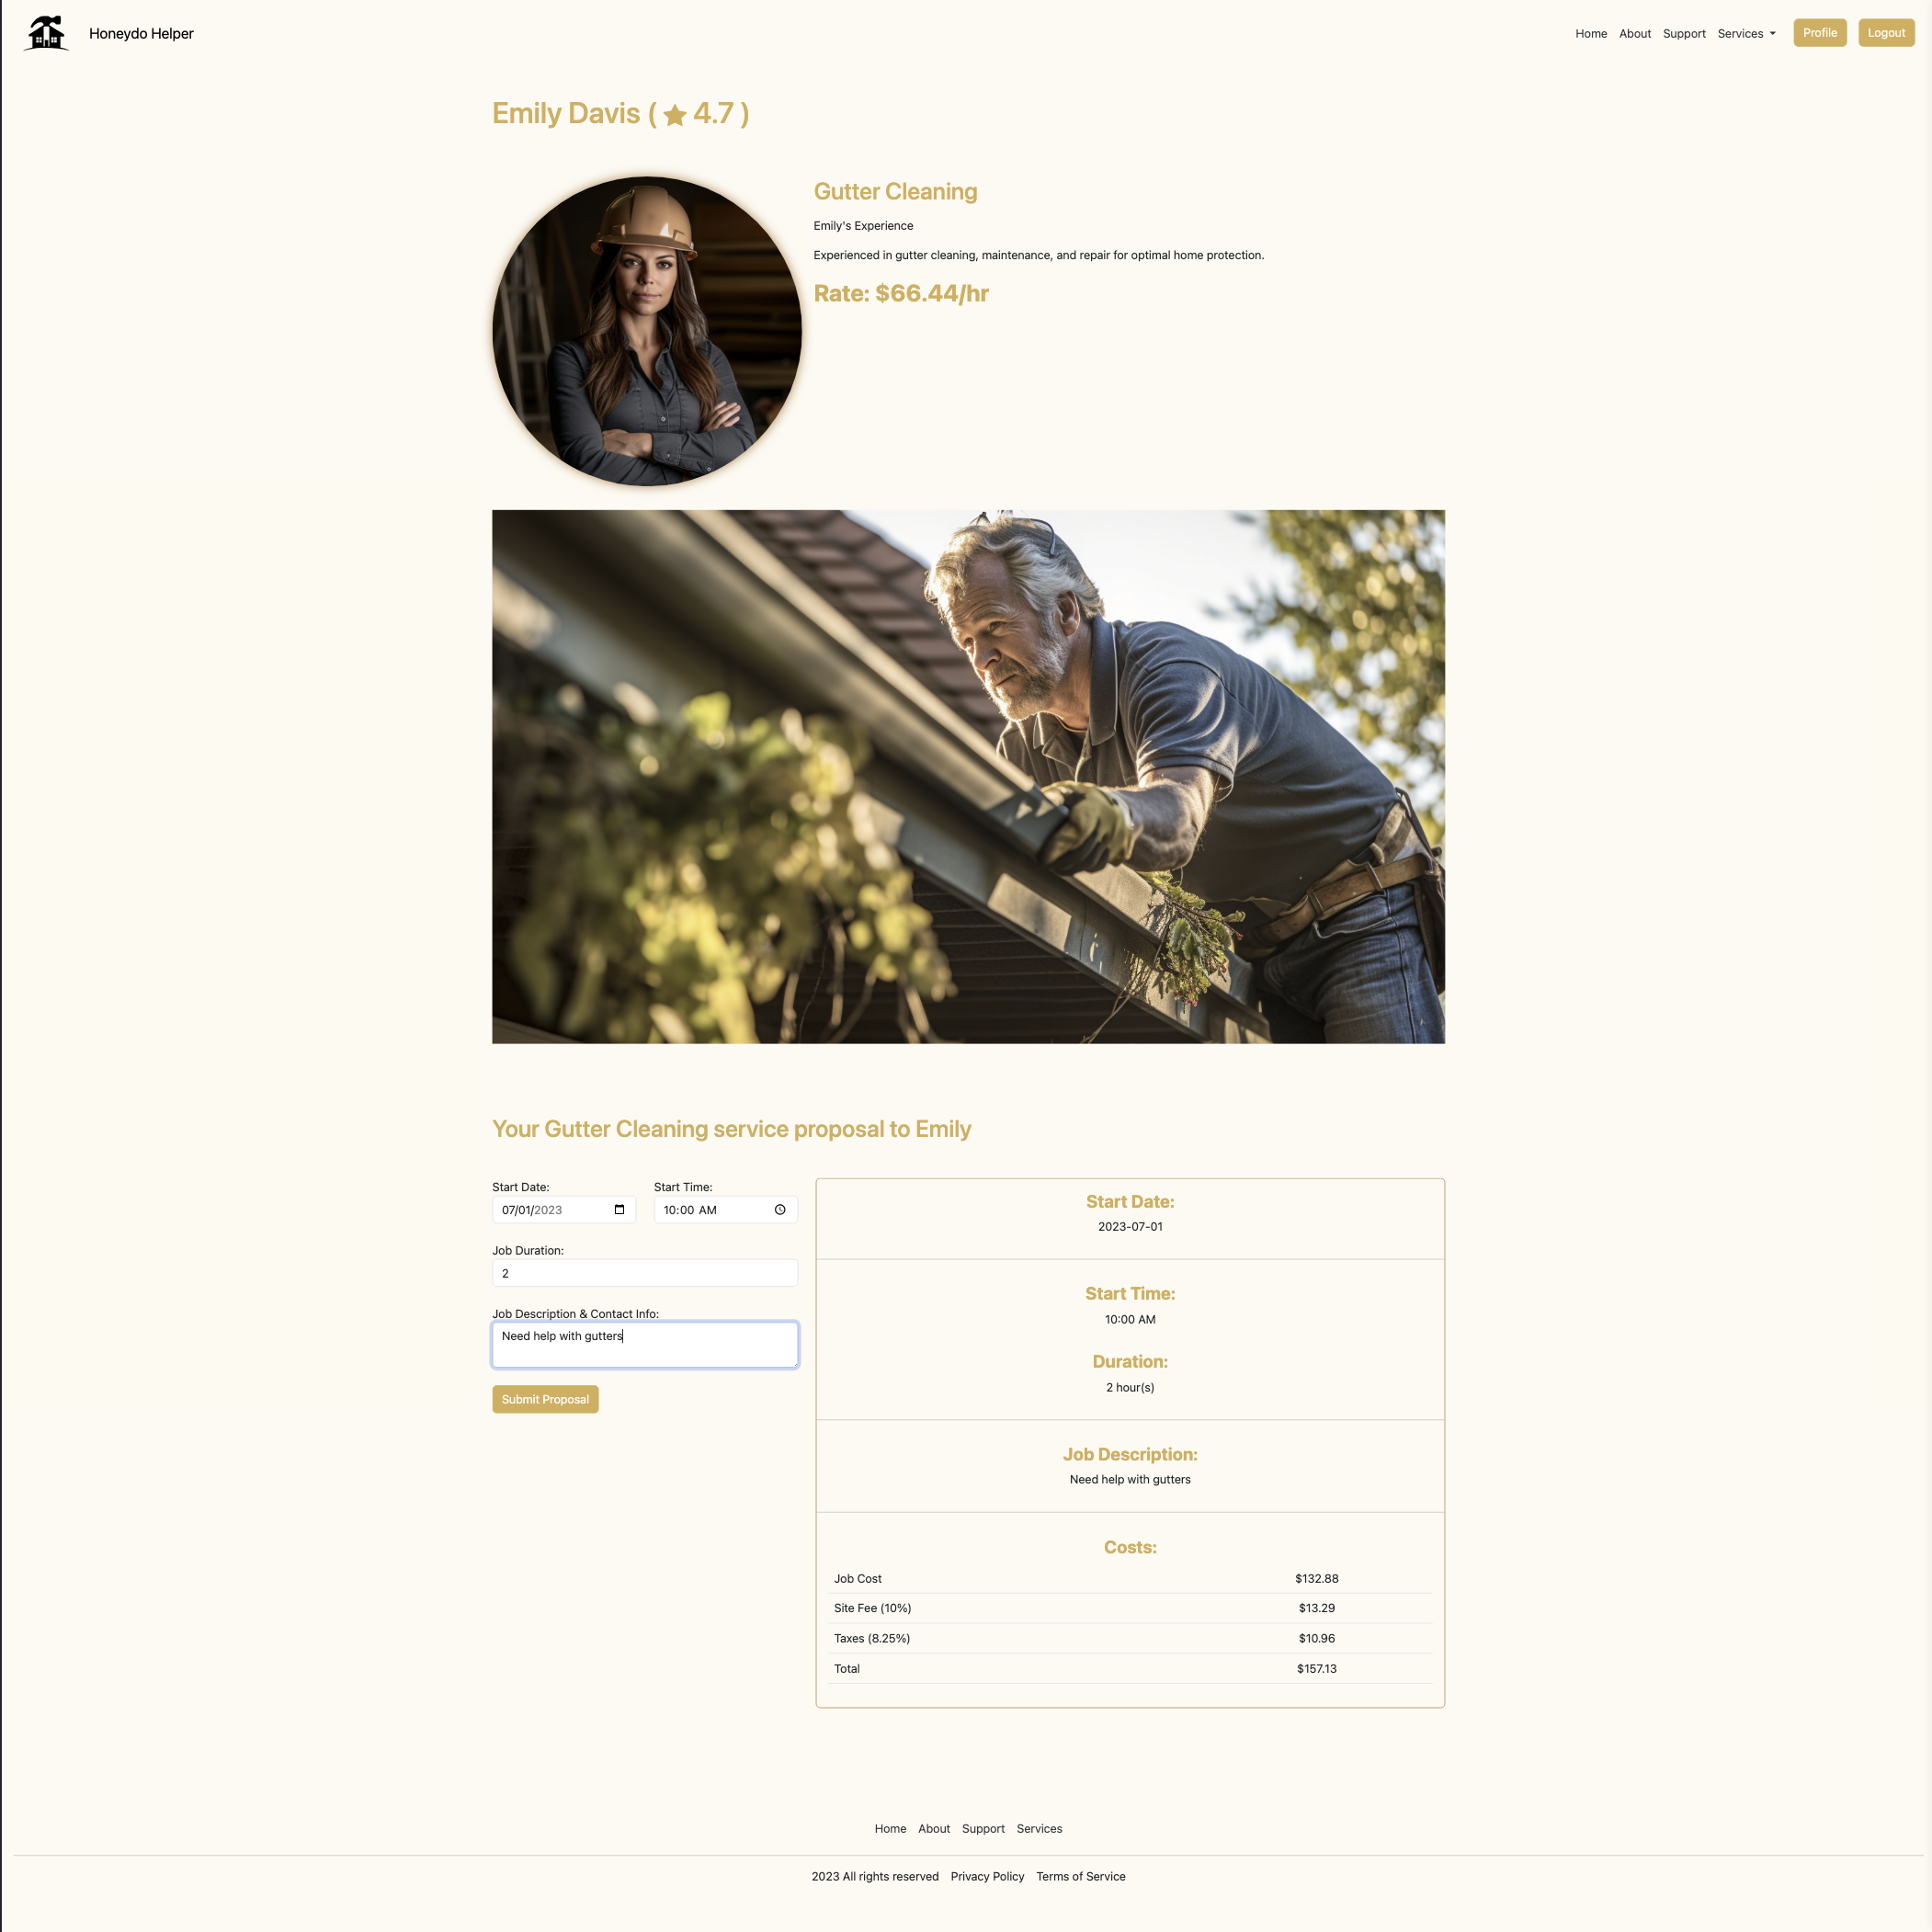 Honeydo Helper
Home About Support Services Profile Logout
Emily Davis ( 4.7 )
Gutter Cleaning
Emily's Experience
Experienced in gutter cleaning, maintenance, and repair for optimal home protection.
Rate: $66.44/hr
Your Gutter Cleaning service proposal to Emily
Start Date: Start Time:
07/01/2023 10:00 AM
Job Duration:
2
Job Description & Contact Info:
Need help with gutters
Submit Proposal
Start Date:
2023-07-01
Start Time:
10:00 AM
Duration:
2 hour(s)
Job Description:
Need help with gutters
Costs:
Job Cost $132.88
Site Fee (10%) $13.29
Taxes (8.25%) $10.96
Total $157.13
Home About Support Services
2023 All rights reserved Privacy Policy Terms of Service